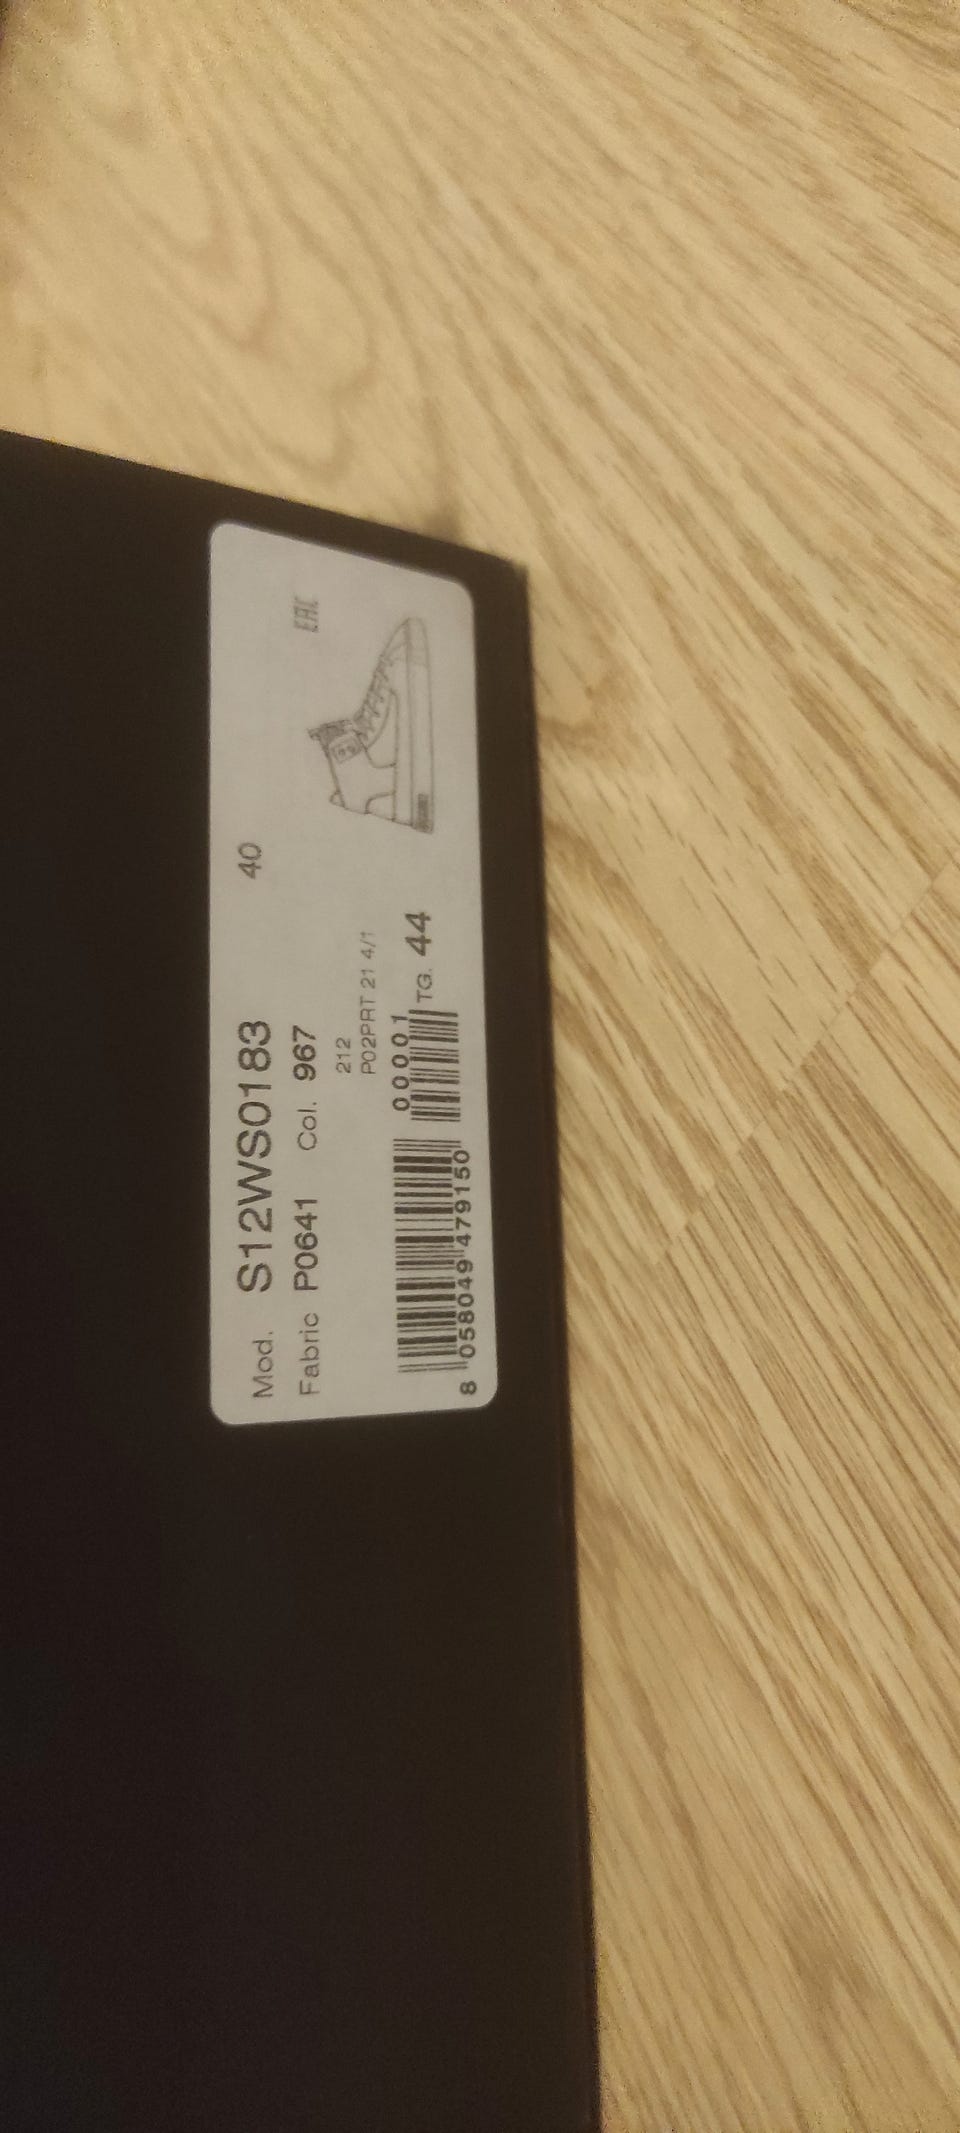 Mod. S12WS0183 40
Fabric P0641 Col. 967
EAC
212
P02PRT 21 4/1
00001
TG. 44
8 058049 479150